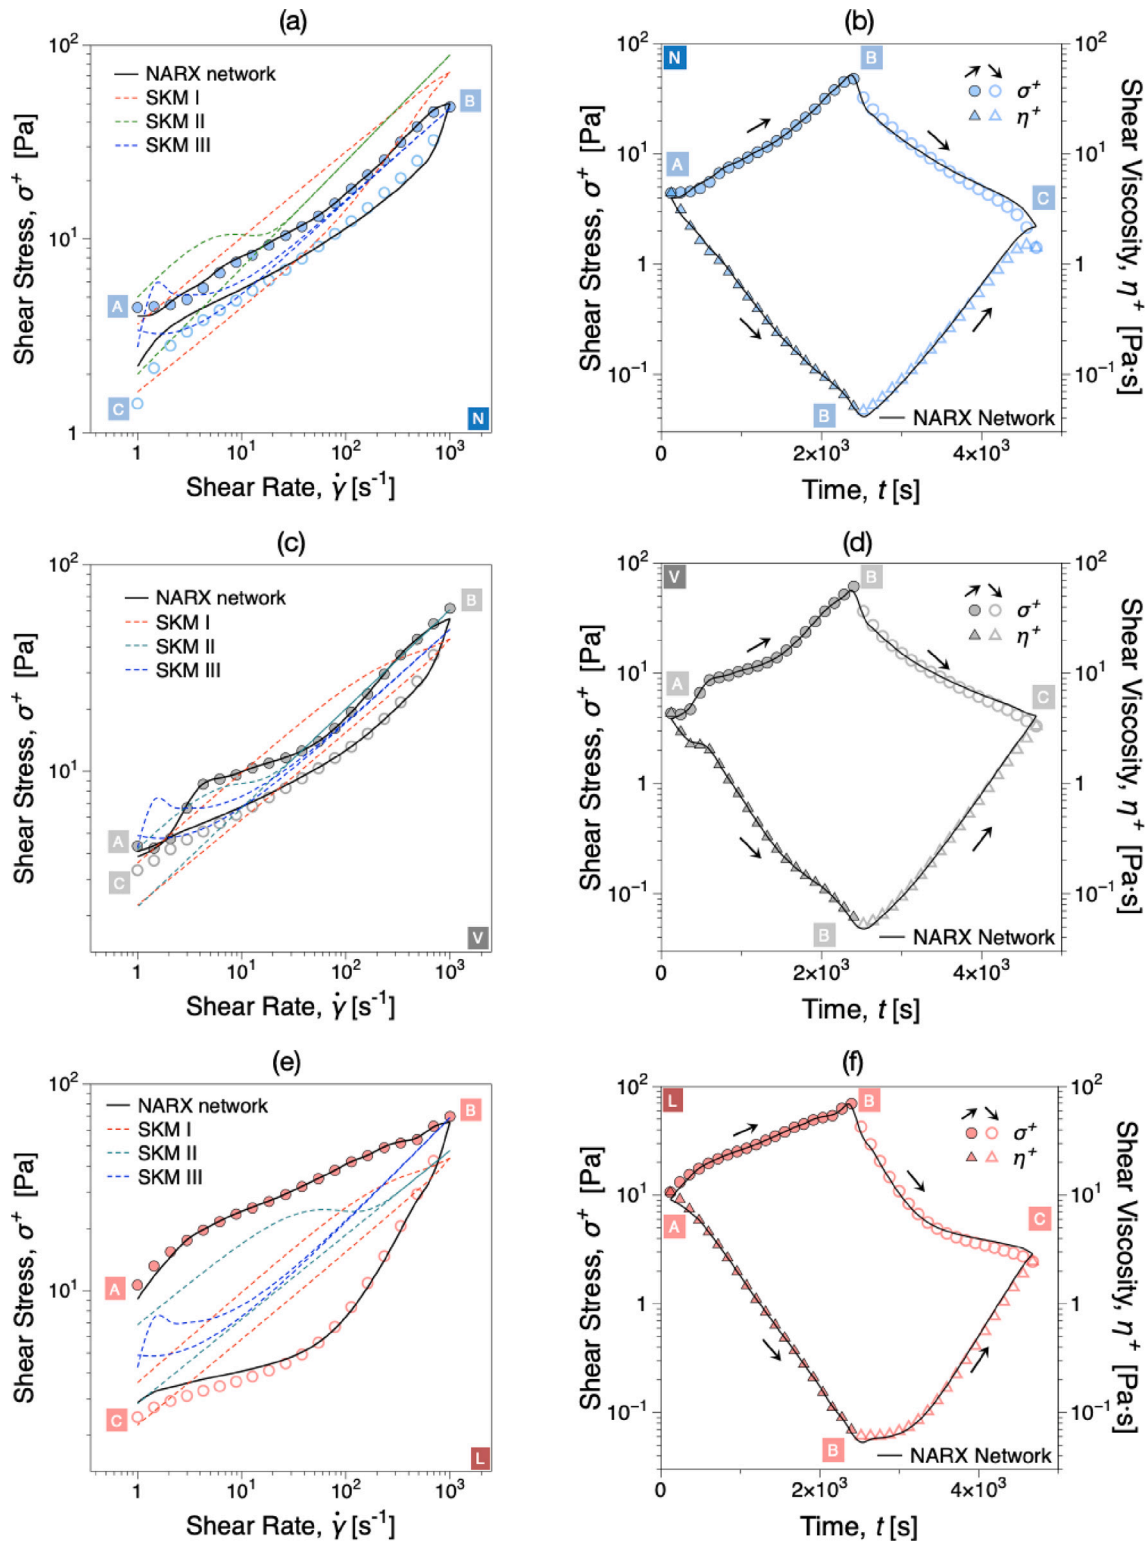 (a)
10²
NARX network
SKM I
SKM II
SKM III
B
10¹
A
C
1
N
1
10¹
10²
10³
Shear Stress, σ⁺ [Pa]
Shear Rate, γ̇ [s⁻¹]
(b)
10²
N
B
10²
σ⁺
η⁺
A
10¹
10¹
C
1
1
10⁻¹
10⁻¹
B
NARX Network
0
2×10³
4×10³
Shear Stress, σ⁺ [Pa]
Shear Viscosity, η⁺ [Pa·s]
Time, t [s]
(c)
10²
NARX network
SKM I
SKM II
SKM III
B
10¹
A
C
V
1
10¹
10²
10³
Shear Stress, σ⁺ [Pa]
Shear Rate, γ̇ [s⁻¹]
(d)
10²
V
B
10²
σ⁺
η⁺
A
10¹
10¹
C
1
1
10⁻¹
10⁻¹
B
NARX Network
0
2×10³
4×10³
Shear Stress, σ⁺ [Pa]
Shear Viscosity, η⁺ [Pa·s]
Time, t [s]
(e)
10²
NARX network
SKM I
SKM II
SKM III
B
10¹
A
C
L
1
10¹
10²
10³
Shear Stress, σ⁺ [Pa]
Shear Rate, γ̇ [s⁻¹]
(f)
10²
L
B
10²
σ⁺
η⁺
10¹
10¹
A
C
1
1
10⁻¹
10⁻¹
B
NARX Network
0
2×10³
4×10³
Shear Stress, σ⁺ [Pa]
Shear Viscosity, η⁺ [Pa·s]
Time, t [s]